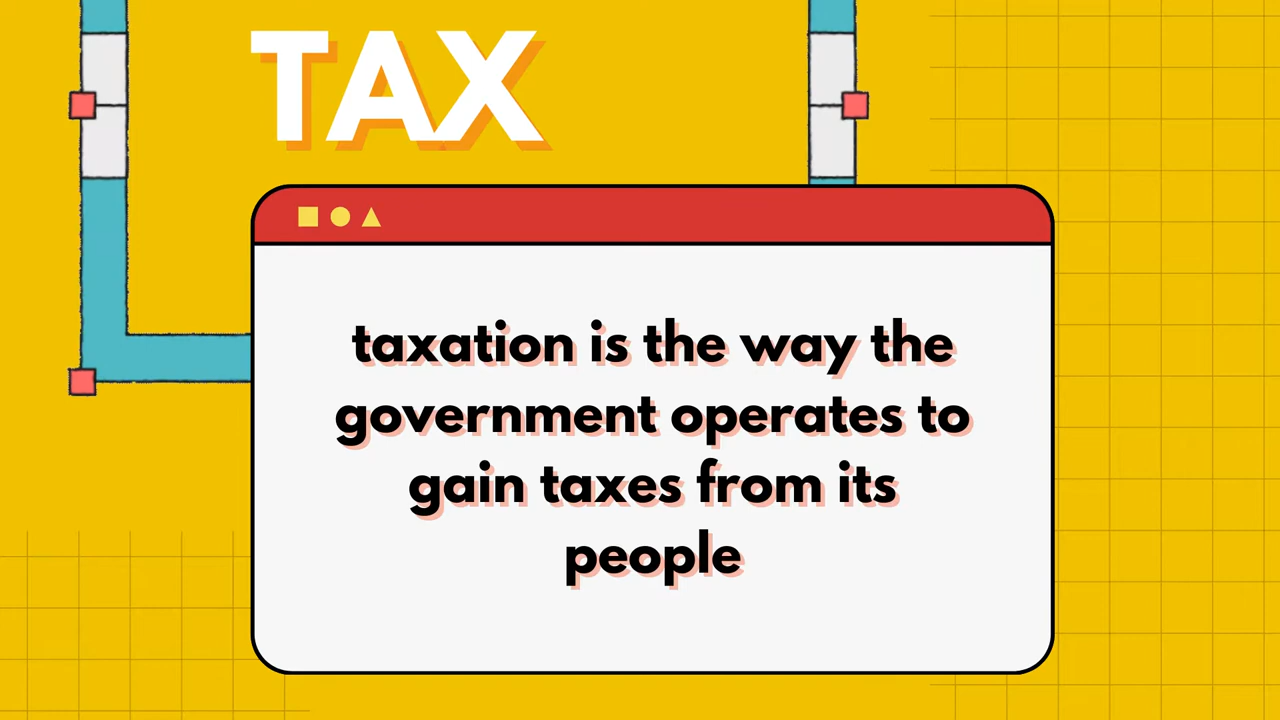 TAX
taxation is the way the
government operates to
gain taxes from its
people